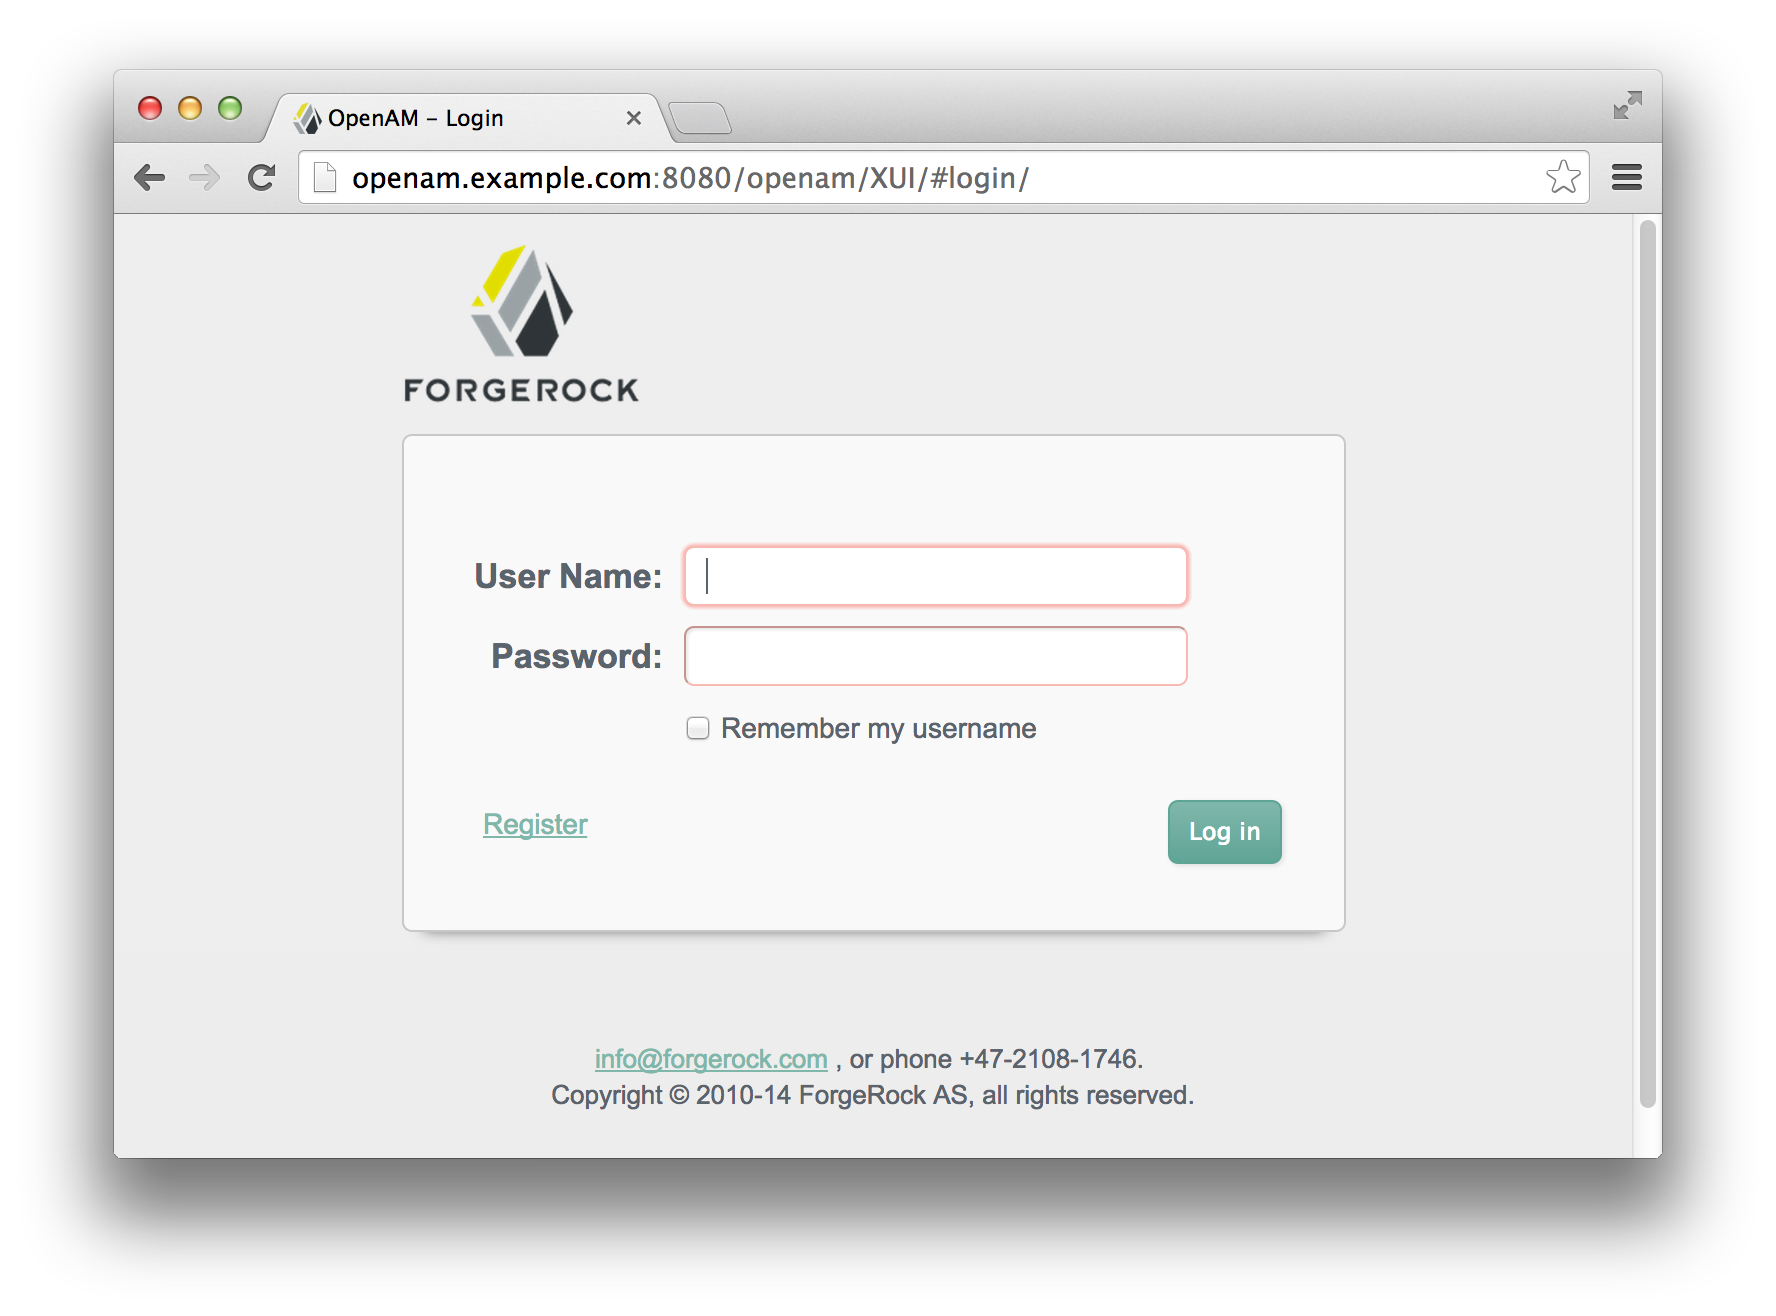 OpenAM – Login
openam.example.com:8080/openam/XUI/#login/
FORGEROCK
User Name:
Password:
Remember my username
Register
Log in
info@forgerock.com , or phone +47-2108-1746.
Copyright © 2010-14 ForgeRock AS, all rights reserved.